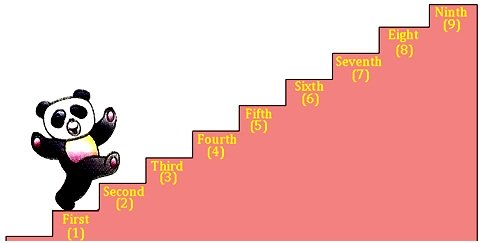 First
(1)
Second
(2)
Third
(3)
Fourth
(4)
Fifth
(5)
Sixth
(6)
Seventh
(7)
Eight
(8)
Ninth
(9)